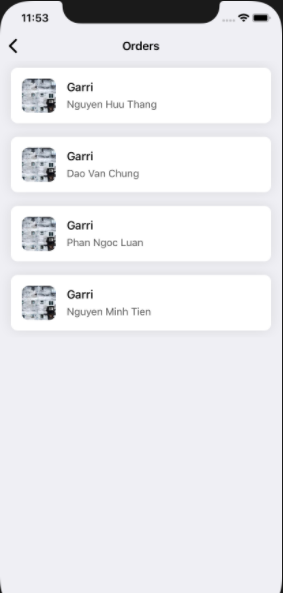 11:53
Orders
Garri
Nguyen Huu Thang
Garri
Dao Van Chung
Garri
Phan Ngoc Luan
Garri
Nguyen Minh Tien